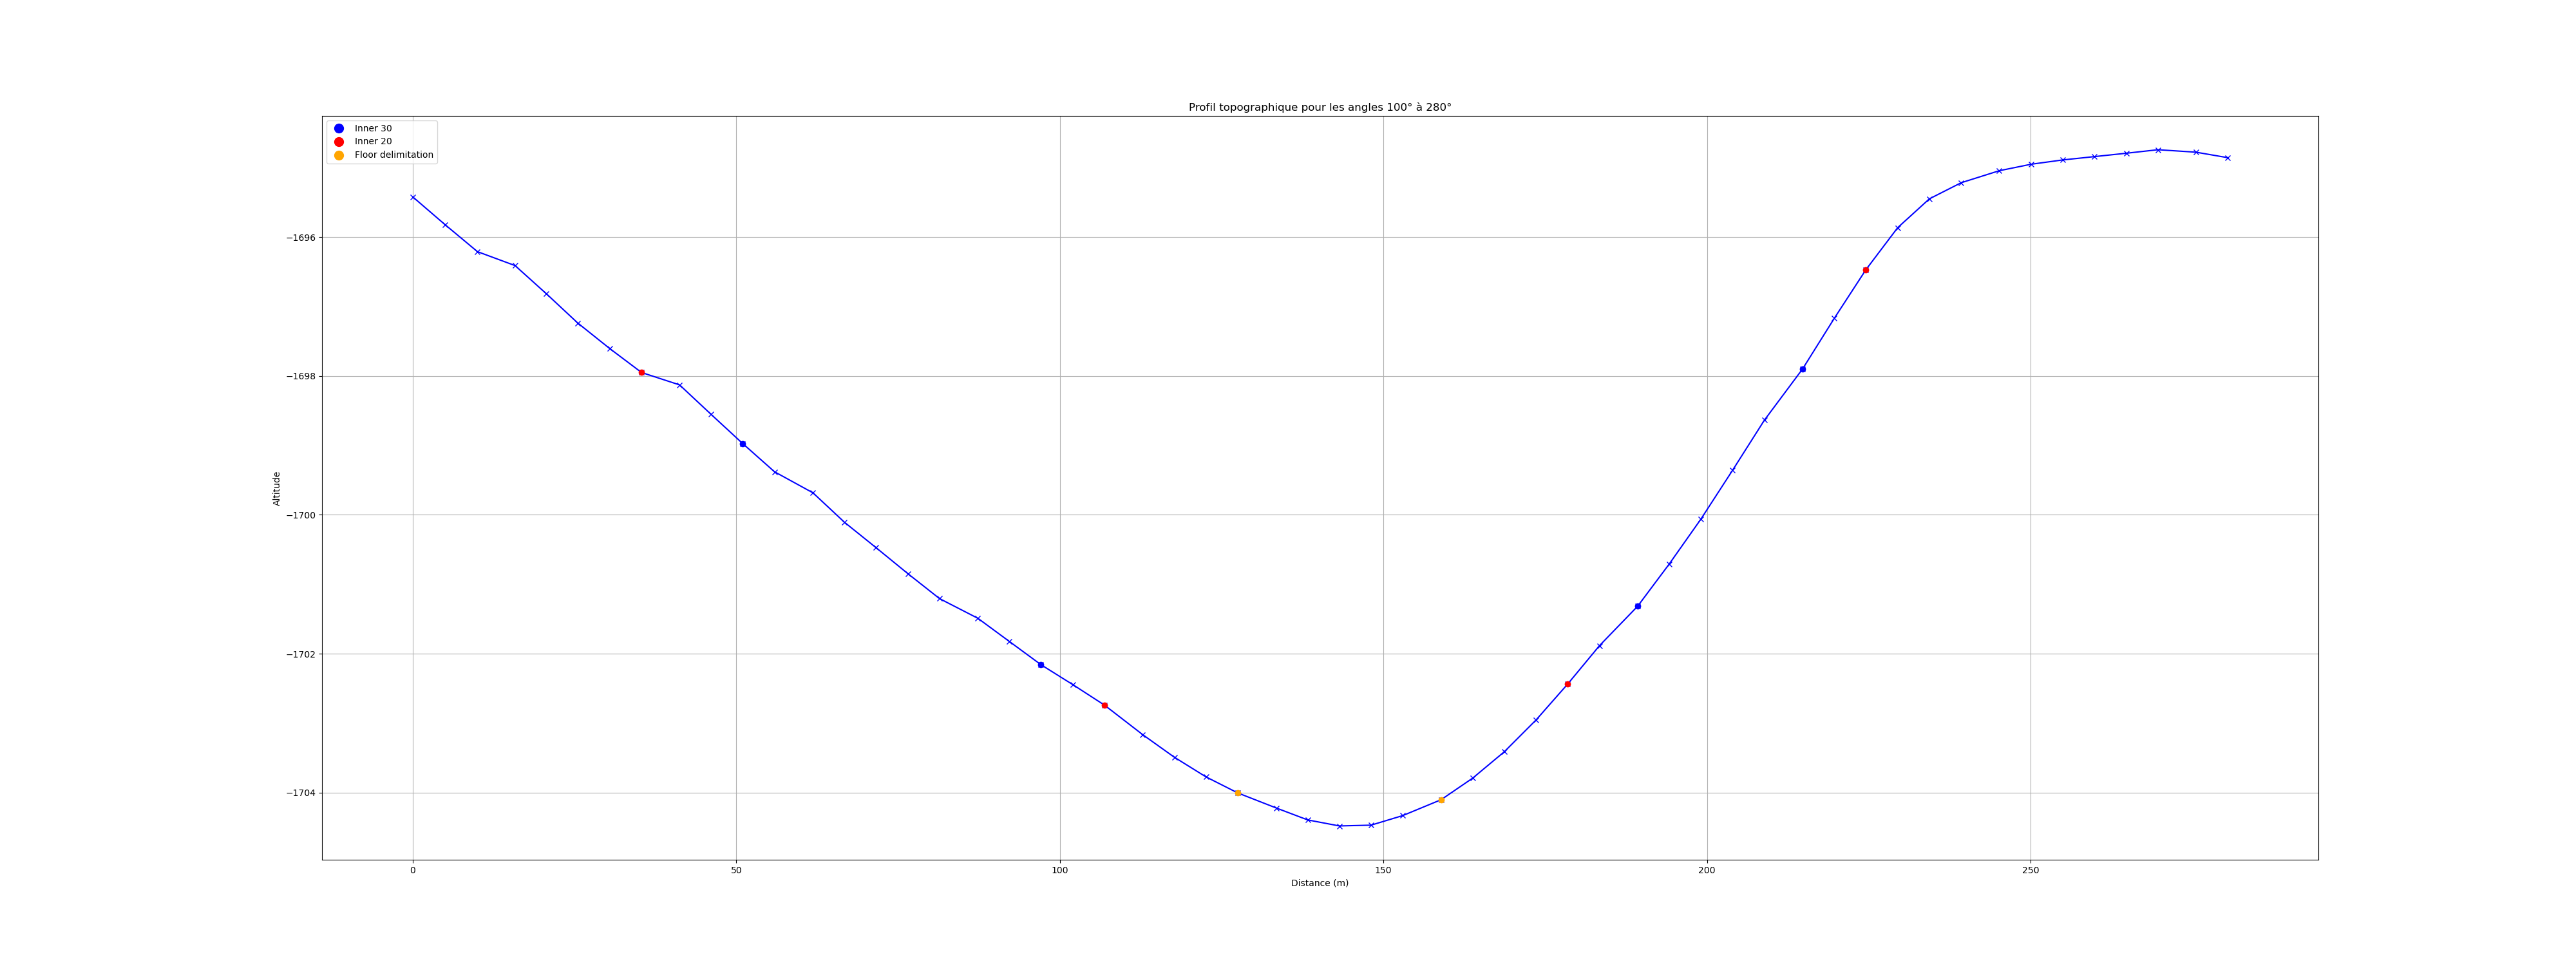 Profil topographique pour les angles 100° à 280°
Inner 30
Inner 20
Floor delimitation
Altitude
−1696
−1698
−1700
−1702
−1704
0 50 100 150 200 250
Distance (m)